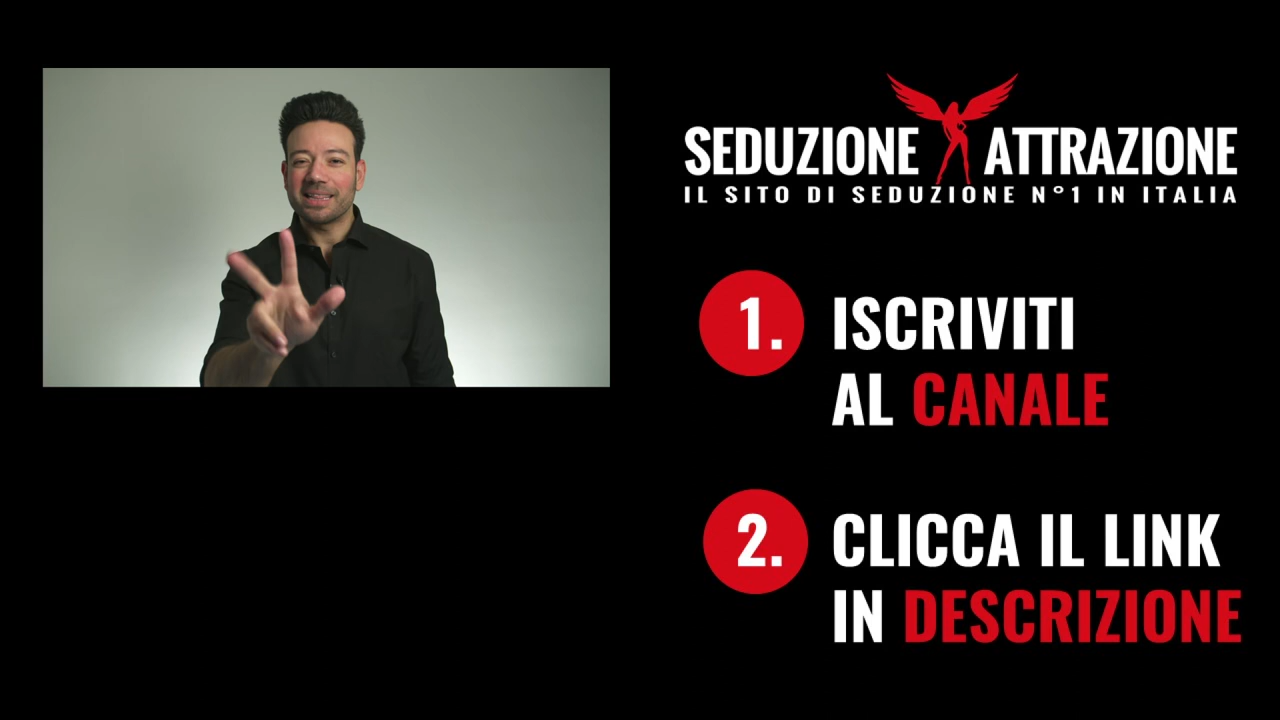 SEDUZIONE ATTRAZIONE
IL SITO DI SEDUZIONE N°1 IN ITALIA
1. ISCRIVITI
AL CANALE
2. CLICCA IL LINK
IN DESCRIZIONE